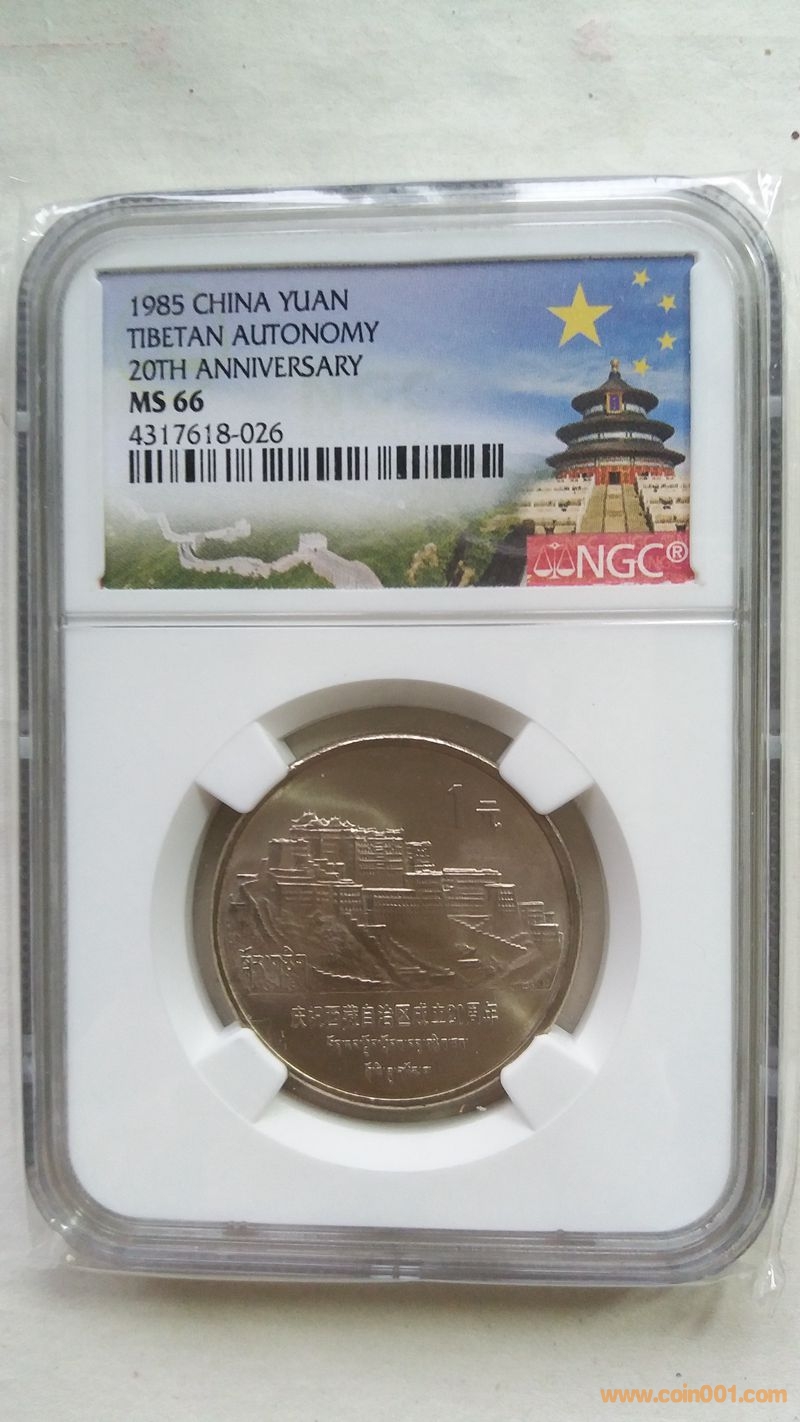 1985 CHINA YUAN
TIBETAN AUTONOMY
20TH ANNIVERSARY
MS 66
4317618-026
NGC®
1元
庆祝西藏自治区成立20周年
www.coin001.com